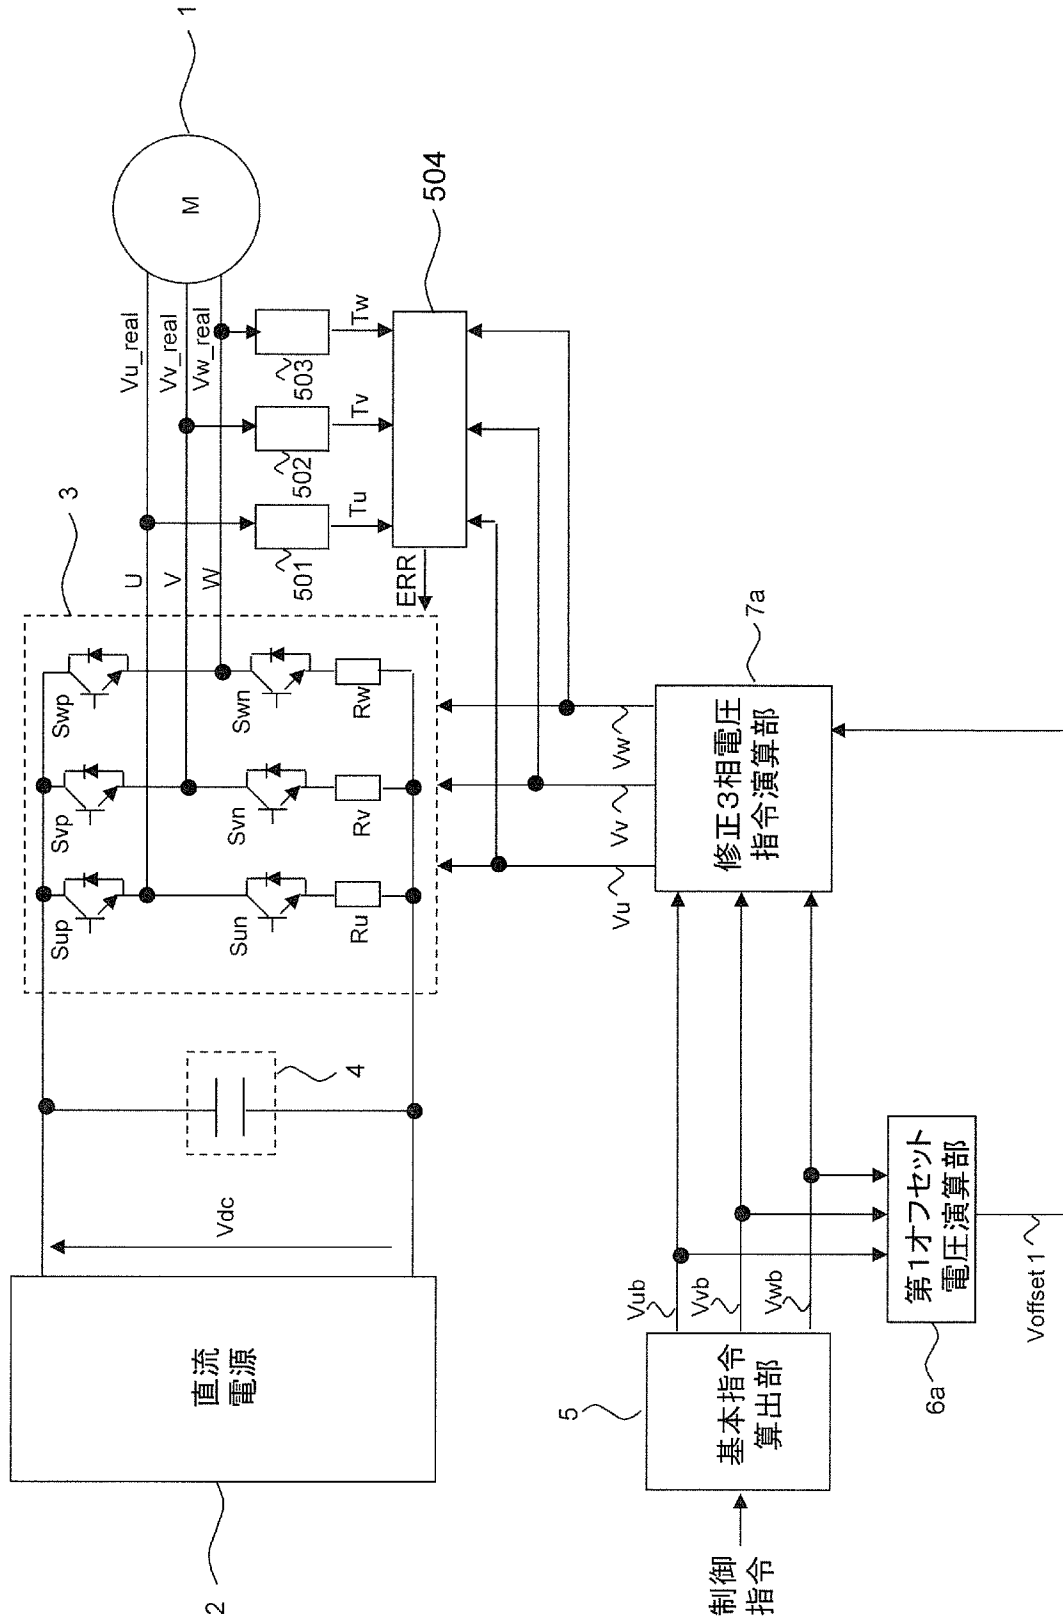 1
M
504
Vu_real
Vv_real
Vw_real
Tw
Tv
Tu
503
502
501
ERR
3
U
V
W
Swp
Svp
Sup
Swn
Svn
Sun
Rw
Rv
Ru
4
Vdc
直流
電源
2
7a
修正3相電圧
指令演算部
Vw
Vv
Vu
Vub
Vvb
Vwb
5
基本指令
算出部
制御
指令
第1オフセット
電圧演算部
6a
Voffset 1